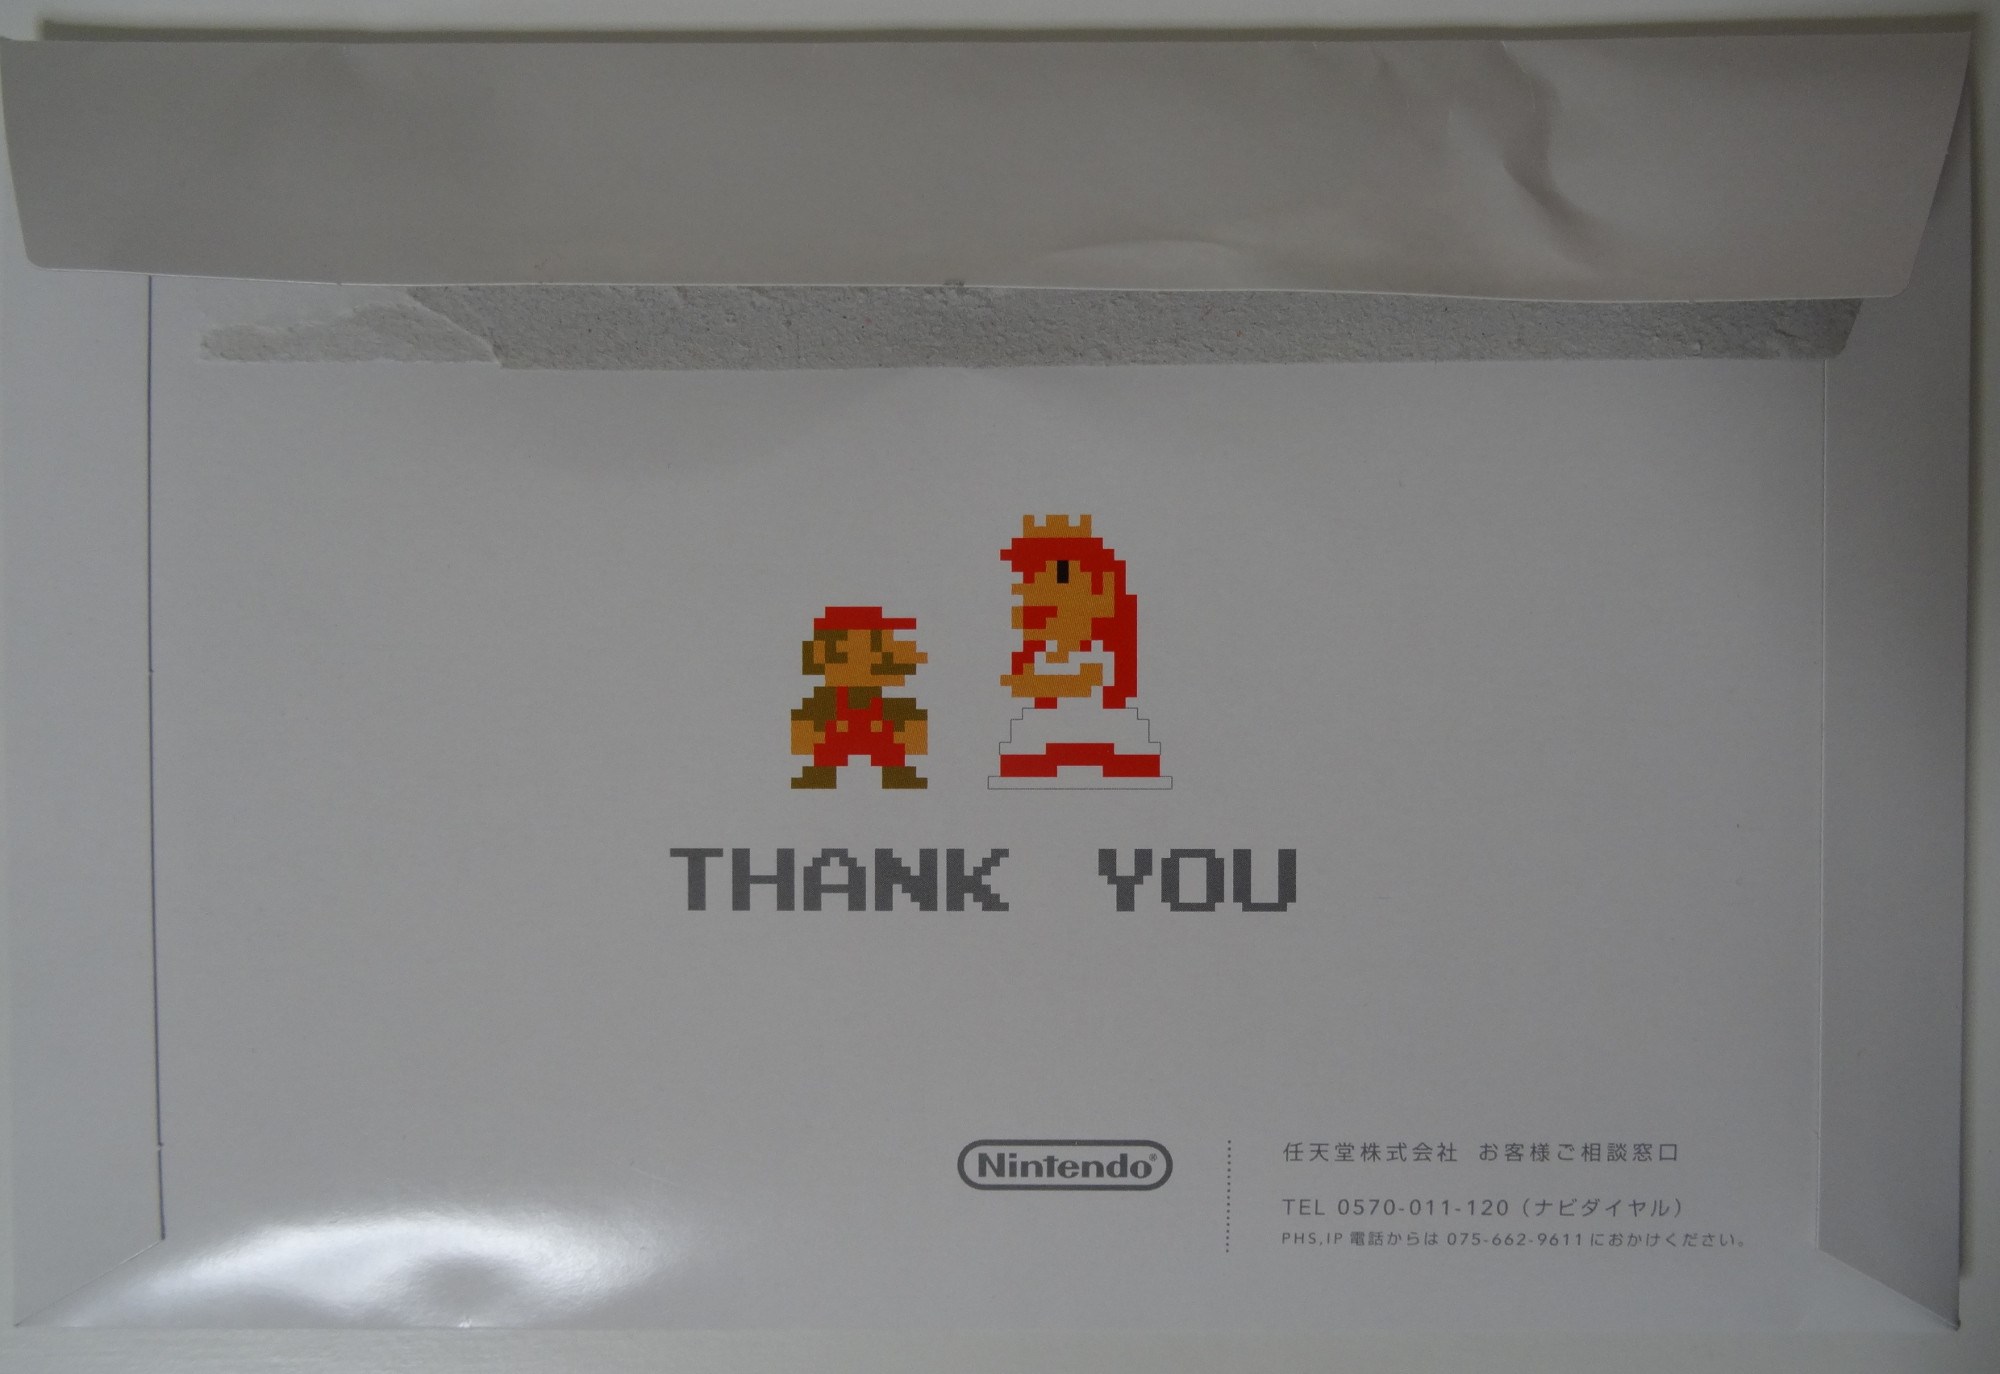 THANK YOU
Nintendo®
任天堂株式会社 お客様ご相談窓口
TEL 0570-011-120（ナビダイヤル）
PHS,IP 電話からは 075-662-9611 におかけください。